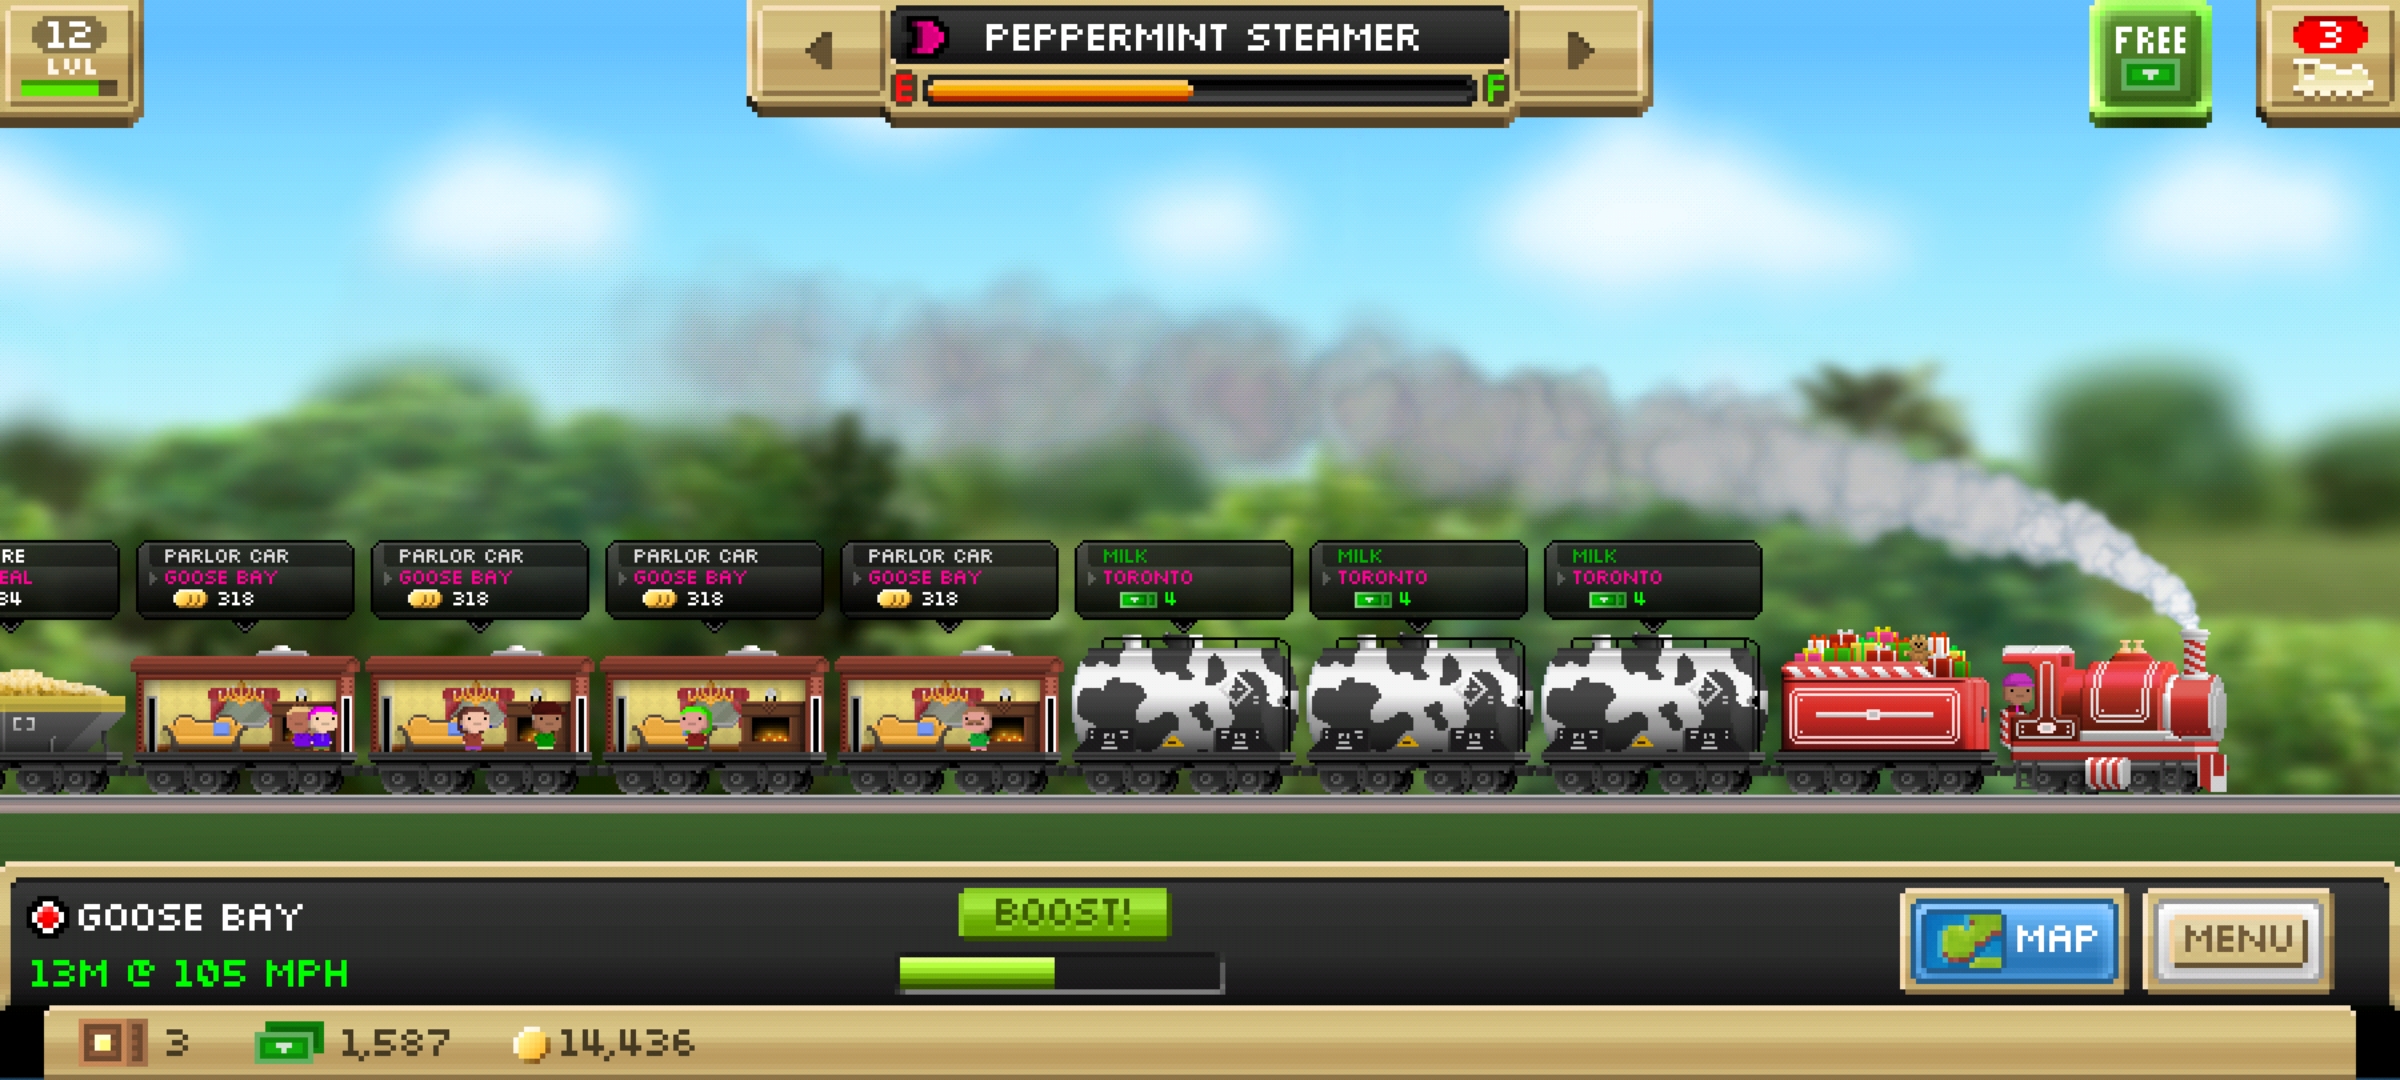 12
LVL
PEPPERMINT STEAMER
E
F
FREE
3
RE
EAL
34
PARLOR CAR
GOOSE BAY
318
PARLOR CAR
GOOSE BAY
318
PARLOR CAR
GOOSE BAY
318
PARLOR CAR
GOOSE BAY
318
MILK
TORONTO
4
MILK
TORONTO
4
MILK
TORONTO
4
GOOSE BAY
13M @ 105 MPH
BOOST!
MAP
MENU
3
1,587
14,436